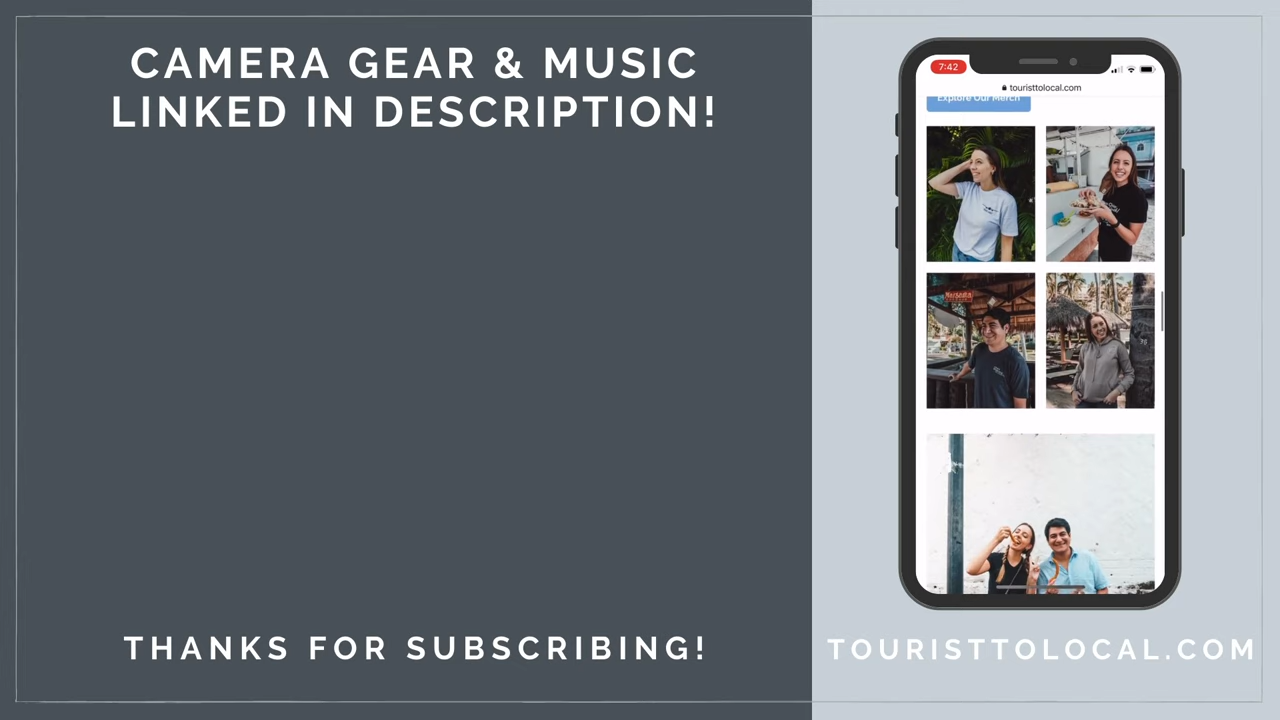 CAMERA GEAR & MUSIC
LINKED IN DESCRIPTION!
7:42
touristtolocal.com
Explore Our Merch
THANKS FOR SUBSCRIBING!
TOURISTTOLOCAL.COM